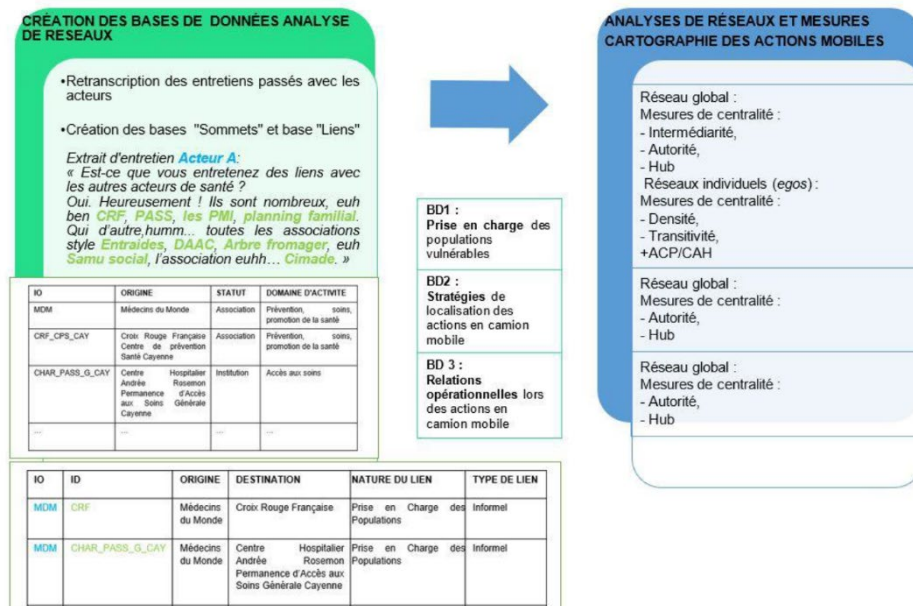 CRÉATION DES BASES DE DONNÉES ANALYSE
DE RESEAUX
•Retranscription des entretiens passés avec les
acteurs
•Création des bases "Sommets" et base "Liens"
Extrait d'entretien Acteur A:
« Est-ce que vous entretenez des liens avec
les autres acteurs de santé ?
Oui. Heureusement ! Ils sont nombreux, euh
ben CRF, PASS, les PMI, planning familial.
Qui d'autre,humm... toutes les associations
style Entraides, DAAC, Arbre fromager, euh
Samu social, l'association euhh… Cimade. »
IO ORIGINE STATUT DOMAINE D'ACTIVITE
MDM Médecins du Monde Association Prévention, soins,
promotion de la santé
CRF_CPS_CAY Croix Rouge Française Association Prévention, soins,
Centre de prévention promotion de la santé
Santé Cayenne
CHAR_PASS_G_CAY Centre Hospitalier Institution Accès aux soins
Andrée Rosemon
Permanence d'Accès
aux Soins Générale
Cayenne
... ... ... ...
IO ID ORIGINE DESTINATION NATURE DU LIEN TYPE DE LIEN
MDM CRF Médecins Croix Rouge Française Prise en Charge des Informel
du Monde Populations
MDM CHAR_PASS_G_CAY Médecins Centre Hospitalier Prise en Charge des Informel
du Monde Andrée Rosemon Populations
Permanence d'Accès aux
Soins Générale Cayenne
BD1 :
Prise en charge des
populations
vulnérables
BD2 :
Stratégies de
localisation des
actions en camion
mobile
BD 3 :
Relations
opérationnelles lors
des actions en
camion mobile
ANALYSES DE RÉSEAUX ET MESURES
CARTOGRAPHIE DES ACTIONS MOBILES
Réseau global :
Mesures de centralité :
- Intermédiarité,
- Autorité,
- Hub
Réseaux individuels (egos) :
Mesures de centralité :
- Densité,
- Transitivité,
+ACP/CAH
Réseau global :
Mesures de centralité :
- Autorité,
- Hub
Réseau global :
Mesures de centralité :
- Autorité,
- Hub